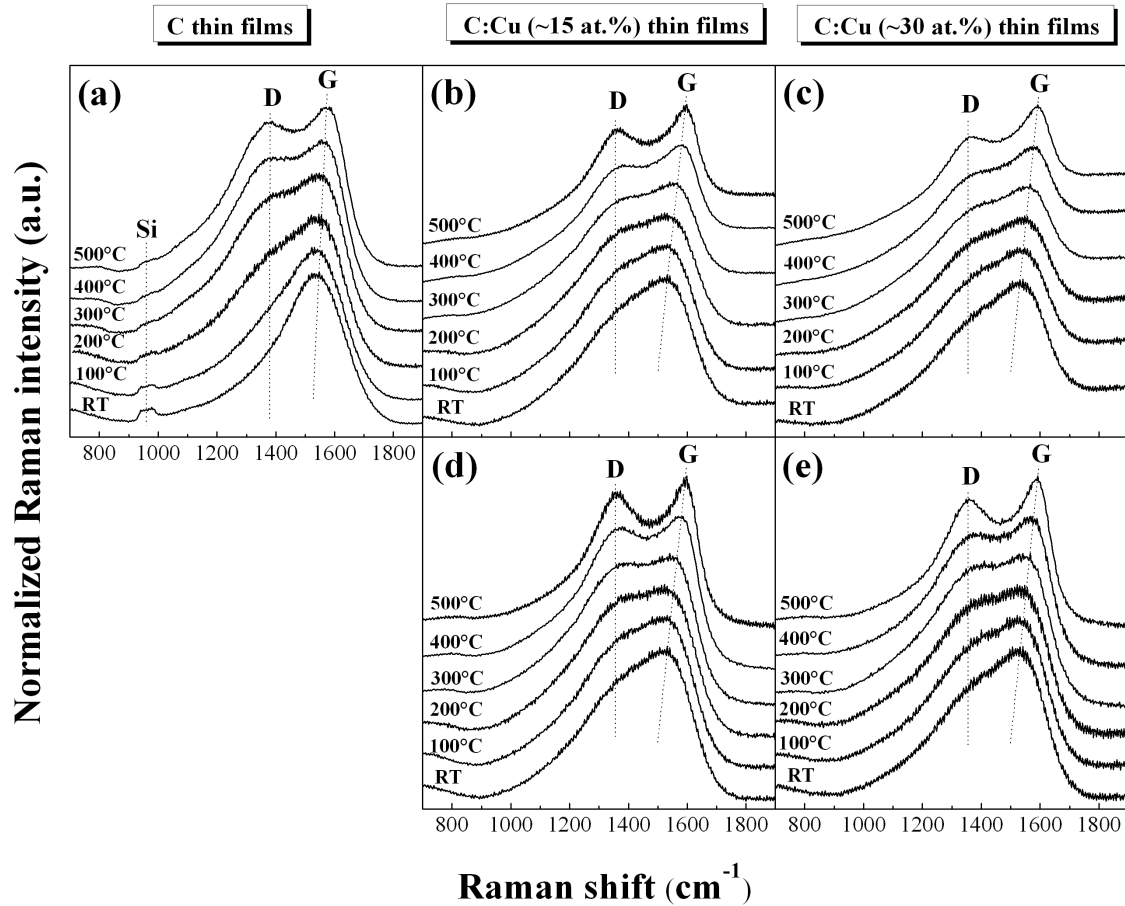 C thin films
C:Cu (~15 at.%) thin films
C:Cu (~30 at.%) thin films
Normalized Raman intensity (a.u.)
(a)
D
G
Si
500°C
400°C
300°C
200°C
100°C
RT
800 1000 1200 1400 1600 1800
(b)
D
G
500°C
400°C
300°C
200°C
100°C
RT
(c)
D
G
500°C
400°C
300°C
200°C
100°C
RT
(d)
D
G
500°C
400°C
300°C
200°C
100°C
RT
800 1000 1200 1400 1600 1800
(e)
D
G
500°C
400°C
300°C
200°C
100°C
RT
800 1000 1200 1400 1600 1800
Raman shift (cm⁻¹)